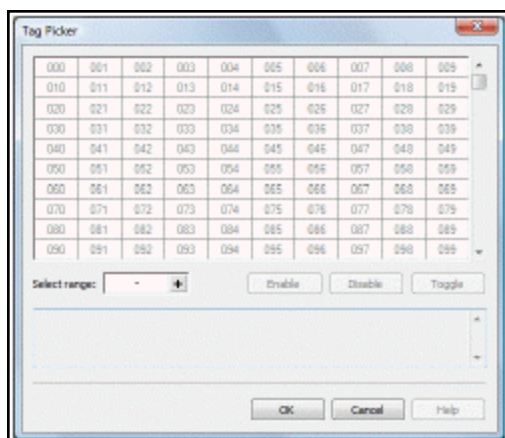 Tag Picker
000 001 002 003 004 005 006 007 008 009
010 011 012 013 014 015 016 017 018 019
020 021 022 023 024 025 026 027 028 029
030 031 032 033 034 035 036 037 038 039
040 041 042 043 044 045 046 047 048 049
050 051 052 053 054 055 056 057 058 059
060 061 062 063 064 065 066 067 068 069
070 071 072 073 074 075 076 077 078 079
080 081 082 083 084 085 086 087 088 089
090 091 092 093 094 095 096 097 098 099
Select range: - + Enable Disable Toggle
OK Cancel Help